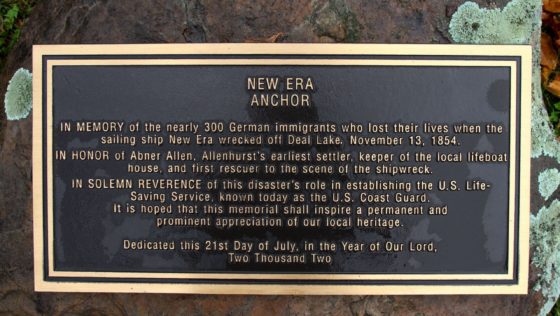 NEW ERA
ANCHOR
IN MEMORY of the nearly 300 German immigrants who lost their lives when the
sailing ship New Era wrecked off Deal Lake, November 13, 1854.
IN HONOR of Abner Allen, Allenhurst's earliest settler, keeper of the local lifeboat
house, and first rescuer to the scene of the shipwreck.
IN SOLEMN REVERENCE of this disaster's role in establishing the U.S. Life-
Saving Service, known today as the U.S. Coast Guard.
It is hoped that this memorial shall inspire a permanent and
prominent appreciation of our local heritage.
Dedicated this 21st Day of July, in the Year of Our Lord,
Two Thousand Two